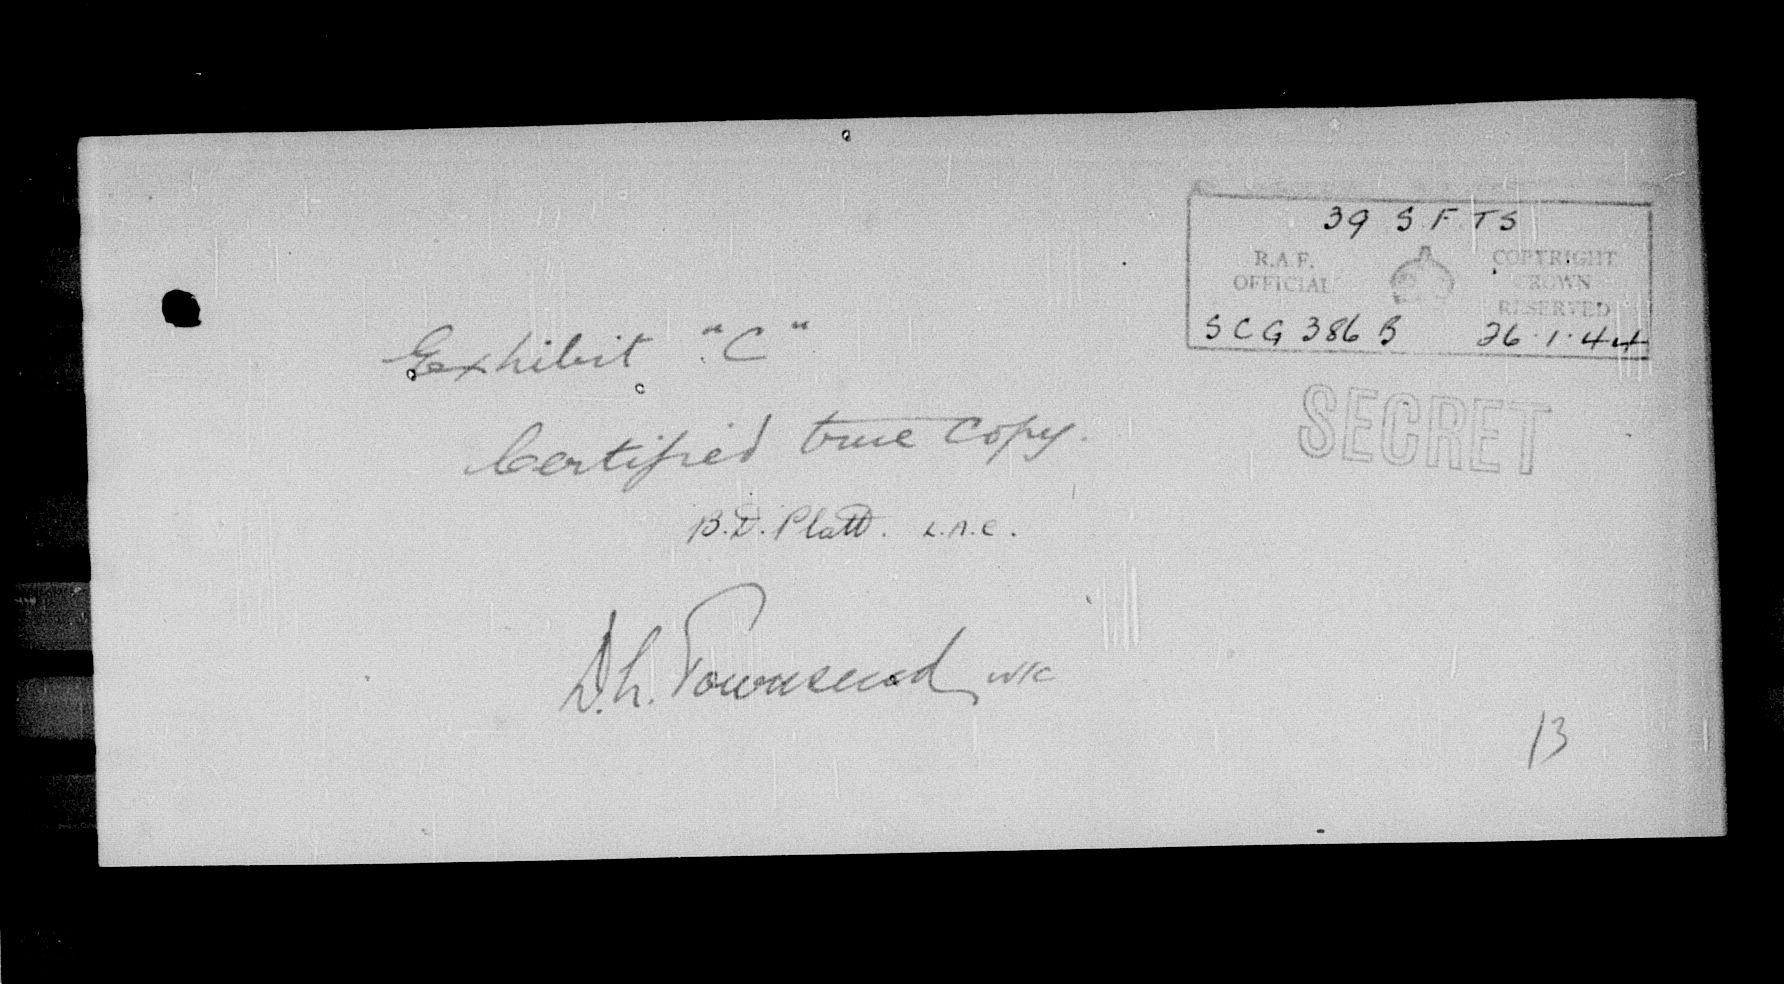 39 S.F.T.S
R.A.F. OFFICIAL
COPYRIGHT CROWN RESERVED
SCG 386 B 26.1.44
SECRET
Exhibit "C"
Certified true copy.
B.D. Platt. L.A.C.
D.L. Townsend W/C
13